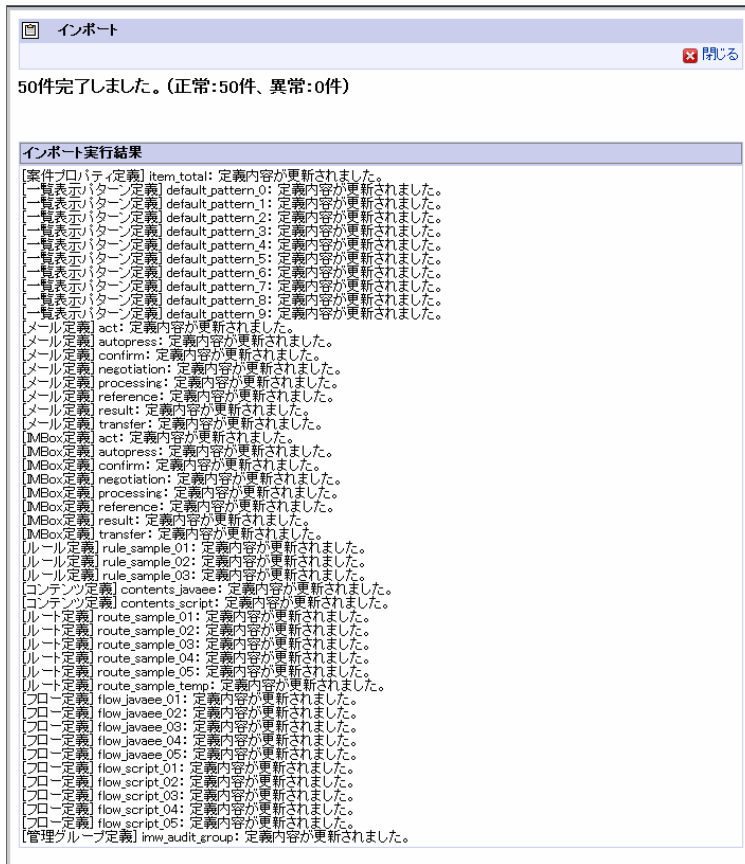 インポート
閉じる
50件完了しました。(正常:50件、異常:0件)
インポート実行結果
[案件プロパティ定義] item_total: 定義内容が更新されました。
[一覧表示パターン定義] default_pattern_0: 定義内容が更新されました。
[一覧表示パターン定義] default_pattern_1: 定義内容が更新されました。
[一覧表示パターン定義] default_pattern_2: 定義内容が更新されました。
[一覧表示パターン定義] default_pattern_3: 定義内容が更新されました。
[一覧表示パターン定義] default_pattern_4: 定義内容が更新されました。
[一覧表示パターン定義] default_pattern_5: 定義内容が更新されました。
[一覧表示パターン定義] default_pattern_6: 定義内容が更新されました。
[一覧表示パターン定義] default_pattern_7: 定義内容が更新されました。
[一覧表示パターン定義] default_pattern_8: 定義内容が更新されました。
[一覧表示パターン定義] default_pattern_9: 定義内容が更新されました。
[メール定義] act: 定義内容が更新されました。
[メール定義] autopress: 定義内容が更新されました。
[メール定義] confirm: 定義内容が更新されました。
[メール定義] negotiation: 定義内容が更新されました。
[メール定義] processing: 定義内容が更新されました。
[メール定義] reference: 定義内容が更新されました。
[メール定義] result: 定義内容が更新されました。
[メール定義] transfer: 定義内容が更新されました。
[IMBox定義] act: 定義内容が更新されました。
[IMBox定義] autopress: 定義内容が更新されました。
[IMBox定義] confirm: 定義内容が更新されました。
[IMBox定義] negotiation: 定義内容が更新されました。
[IMBox定義] processing: 定義内容が更新されました。
[IMBox定義] reference: 定義内容が更新されました。
[IMBox定義] result: 定義内容が更新されました。
[IMBox定義] transfer: 定義内容が更新されました。
[ルール定義] rule_sample_01: 定義内容が更新されました。
[ルール定義] rule_sample_02: 定義内容が更新されました。
[ルール定義] rule_sample_03: 定義内容が更新されました。
[コンテンツ定義] contents_javaee: 定義内容が更新されました。
[コンテンツ定義] contents_script: 定義内容が更新されました。
[ルート定義] route_sample_01: 定義内容が更新されました。
[ルート定義] route_sample_02: 定義内容が更新されました。
[ルート定義] route_sample_03: 定義内容が更新されました。
[ルート定義] route_sample_04: 定義内容が更新されました。
[ルート定義] route_sample_05: 定義内容が更新されました。
[ルート定義] route_sample_temp: 定義内容が更新されました。
[フロー定義] flow_javaee_01: 定義内容が更新されました。
[フロー定義] flow_javaee_02: 定義内容が更新されました。
[フロー定義] flow_javaee_03: 定義内容が更新されました。
[フロー定義] flow_javaee_04: 定義内容が更新されました。
[フロー定義] flow_javaee_05: 定義内容が更新されました。
[フロー定義] flow_script_01: 定義内容が更新されました。
[フロー定義] flow_script_02: 定義内容が更新されました。
[フロー定義] flow_script_03: 定義内容が更新されました。
[フロー定義] flow_script_04: 定義内容が更新されました。
[フロー定義] flow_script_05: 定義内容が更新されました。
[管理グループ定義] imw_audit_group: 定義内容が更新されました。